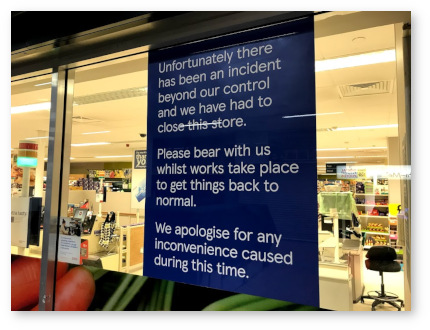 Unfortunately there
has been an incident
beyond our control
and we have had to
close this store.
Please bear with us
whilst works take place
to get things back to
normal.
We apologise for any
inconvenience caused
during this time.